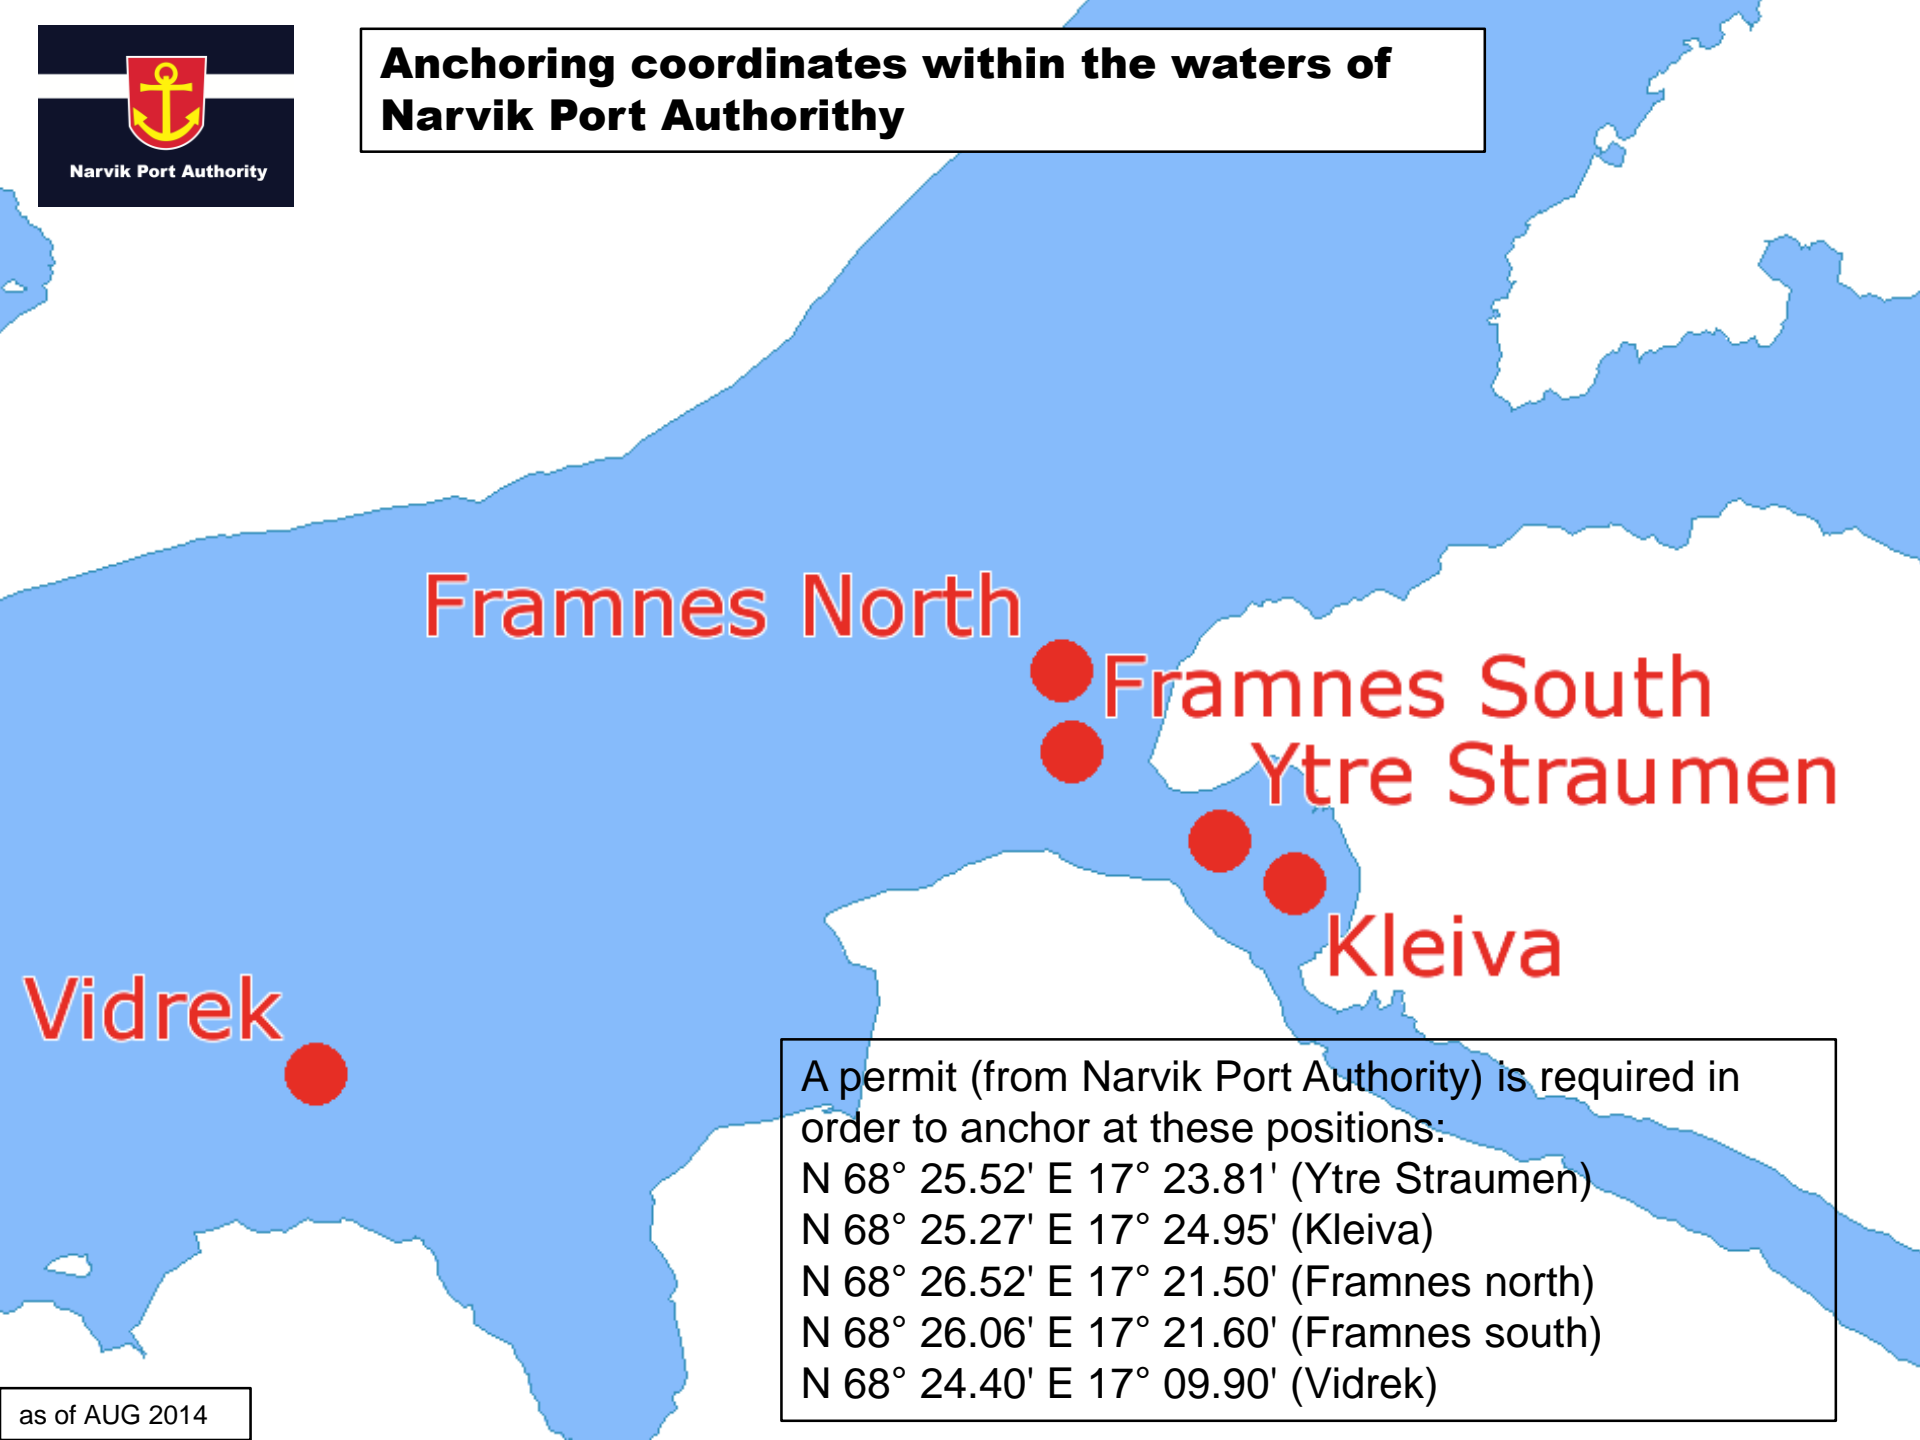 Narvik Port Authority
Anchoring coordinates within the waters of
Narvik Port Authorithy
Framnes North
Framnes South
Ytre Straumen
Kleiva
Vidrek
A permit (from Narvik Port Authority) is required in
order to anchor at these positions:
N 68° 25.52' E 17° 23.81' (Ytre Straumen)
N 68° 25.27' E 17° 24.95' (Kleiva)
N 68° 26.52' E 17° 21.50' (Framnes north)
N 68° 26.06' E 17° 21.60' (Framnes south)
N 68° 24.40' E 17° 09.90' (Vidrek)
as of AUG 2014